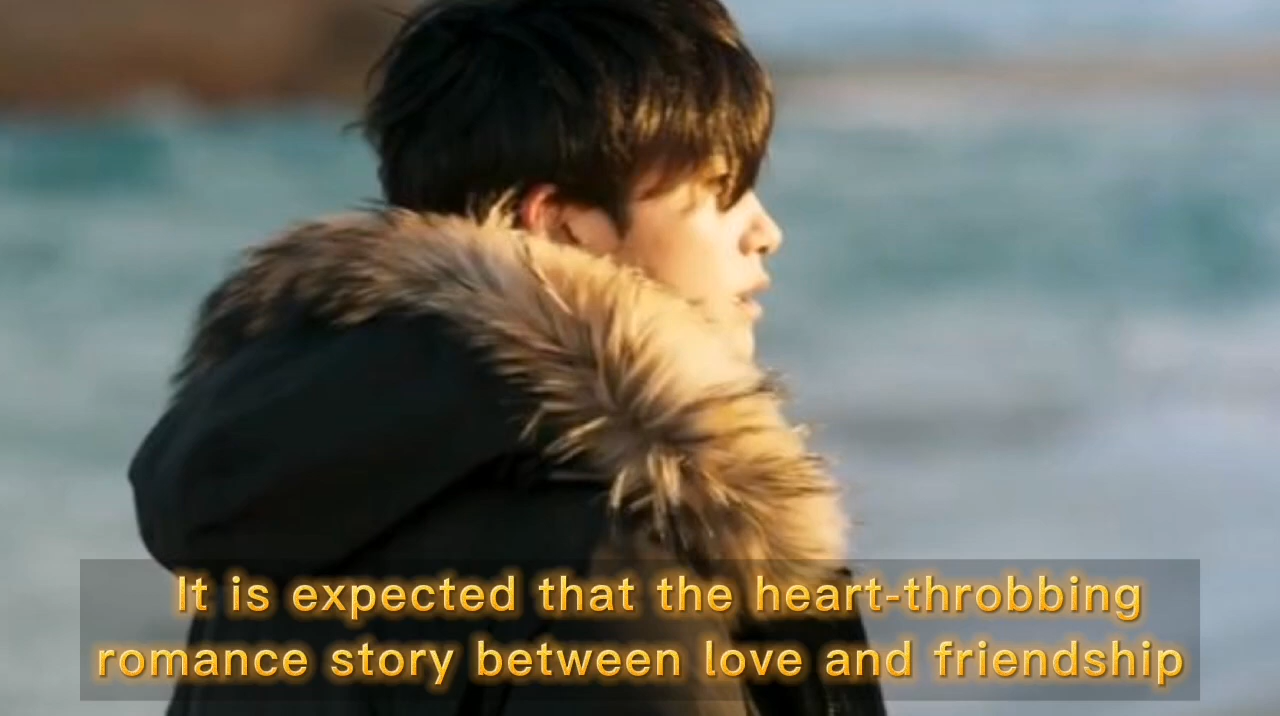 It is expected that the heart-throbbing
romance story between love and friendship